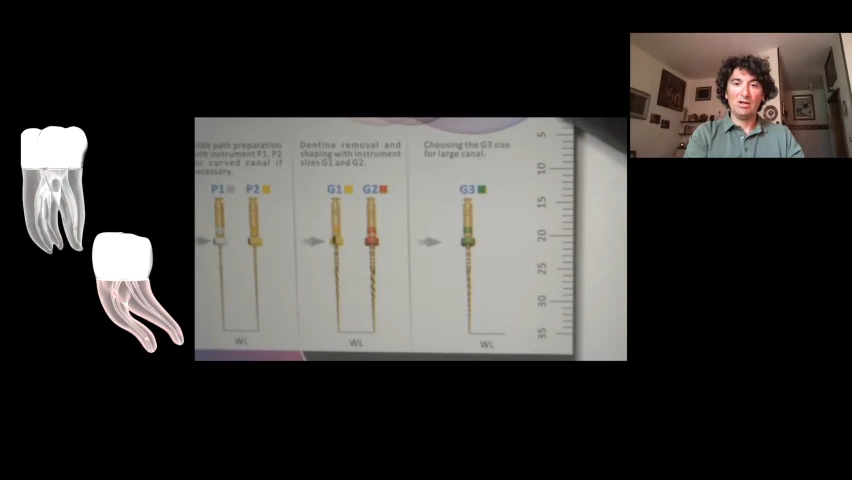 path preparation
instrument P1, P2
curved canal if
Dentine removal and
shaping with instrument
sizes G1 and G2.
Choosing the G3 size
for large canal.
P1 P2
G1 G2
G3
WL
WL
WL
5
10
15
20
25
30
35